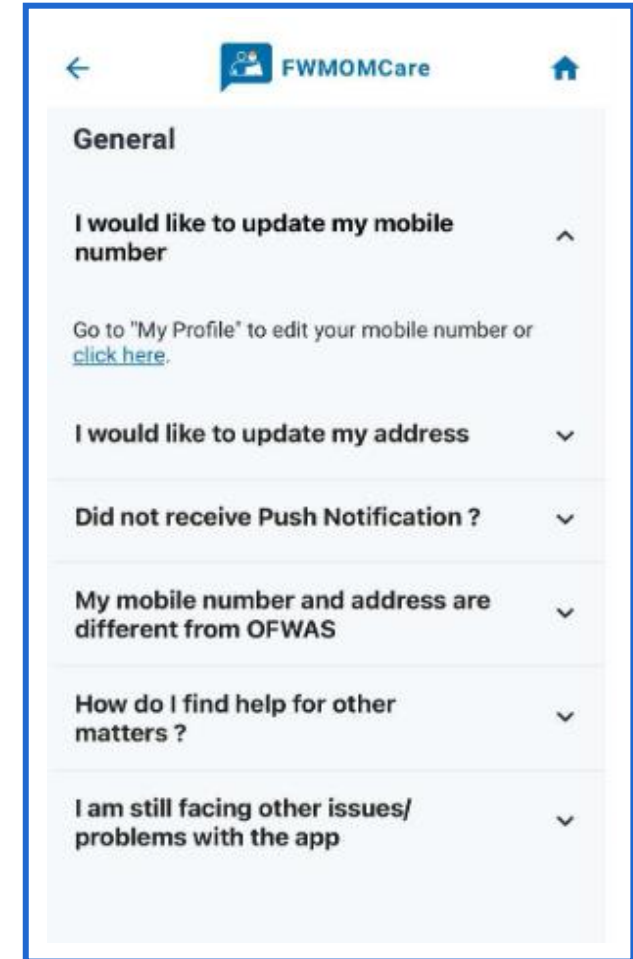 FWMOMCare
General
I would like to update my mobile
number
Go to "My Profile" to edit your mobile number or
click here.
I would like to update my address
Did not receive Push Notification ?
My mobile number and address are
different from OFWAS
How do I find help for other
matters ?
I am still facing other issues/
problems with the app